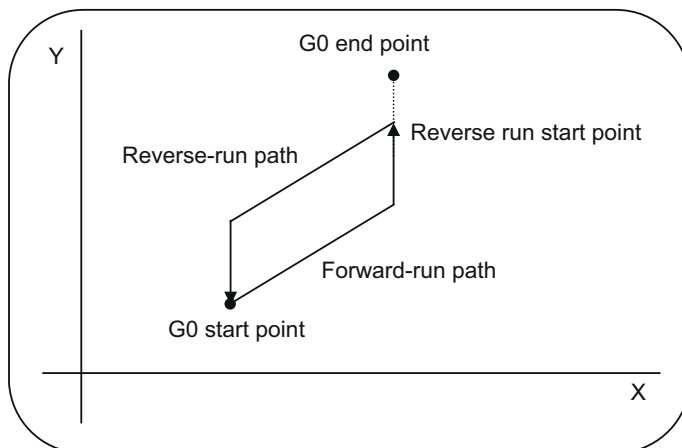 G0 end point
Y
Reverse run start point
Reverse-run path
Forward-run path
G0 start point
X